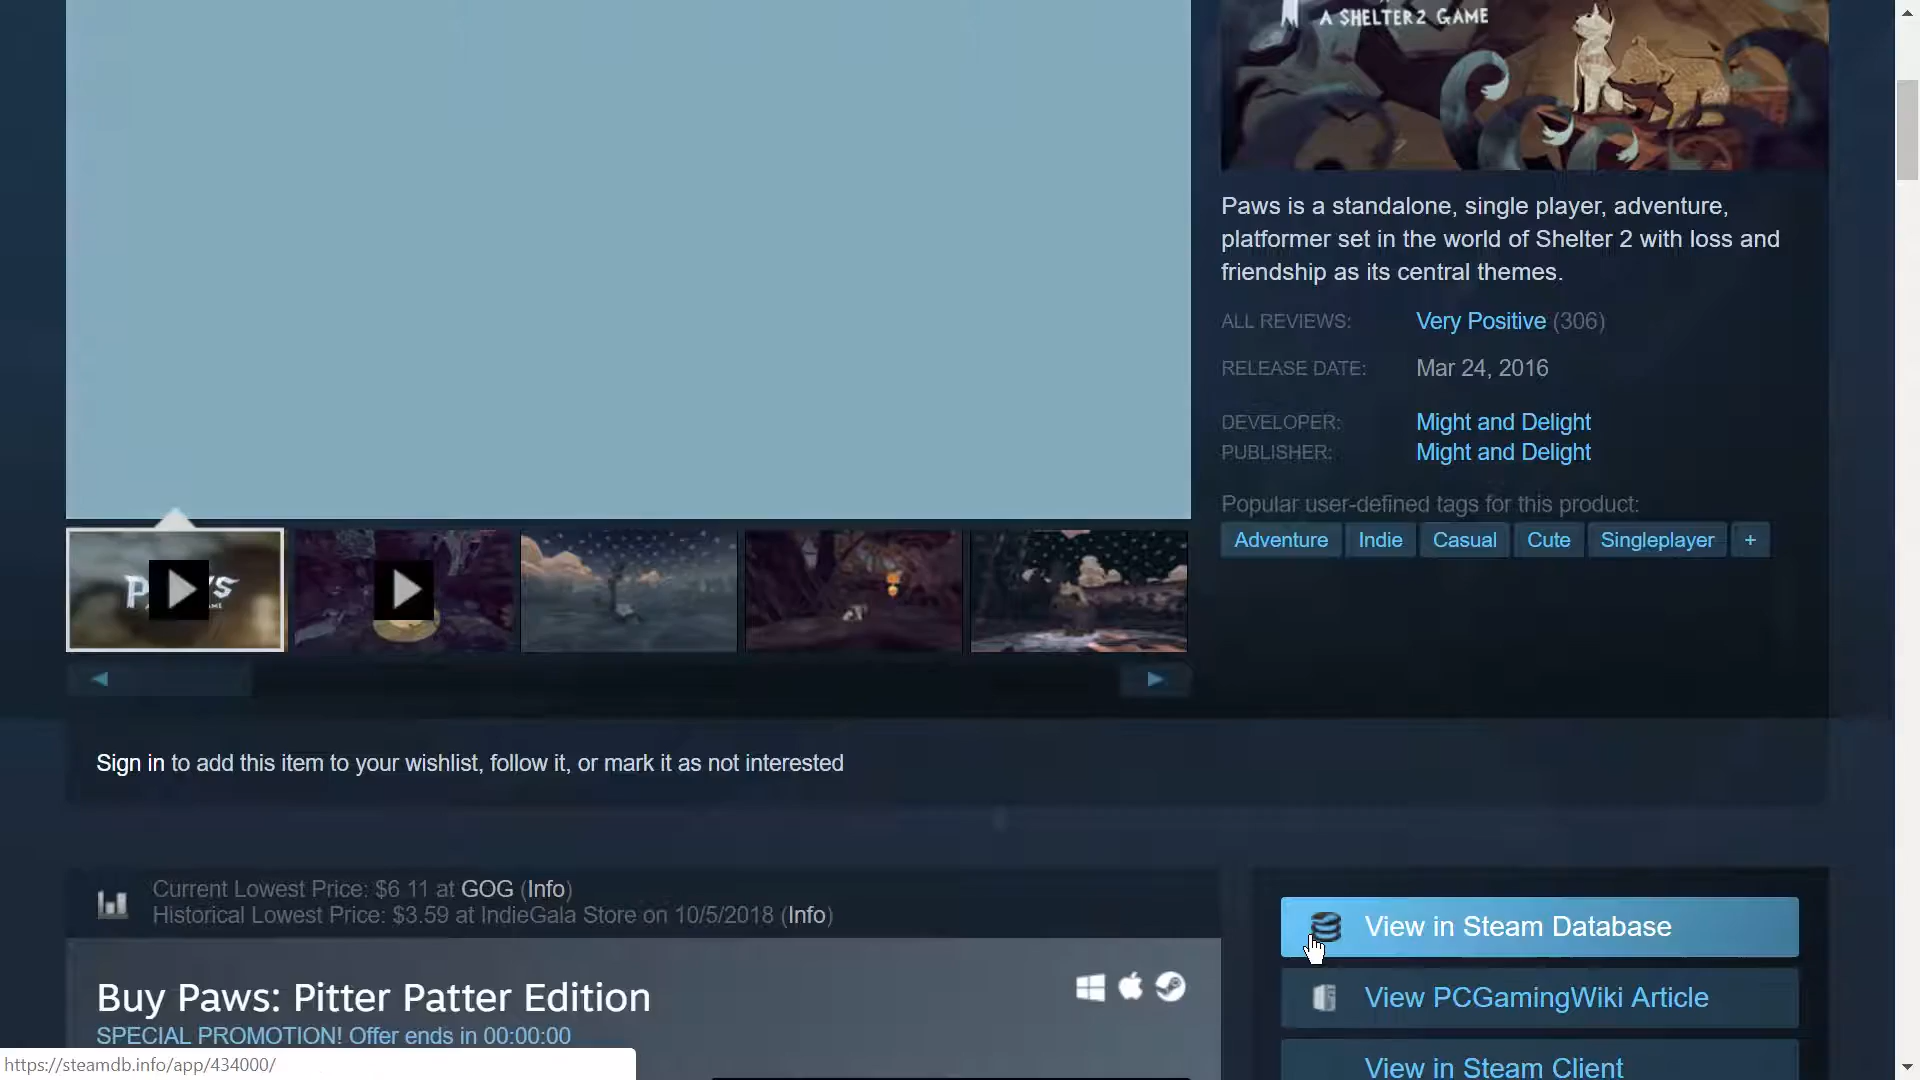 A SHELTER 2 GAME
Paws is a standalone, single player, adventure,
platformer set in the world of Shelter 2 with loss and
friendship as its central themes.
ALL REVIEWS: Very Positive (306)
RELEASE DATE: Mar 24, 2016
DEVELOPER: Might and Delight
PUBLISHER: Might and Delight
Popular user-defined tags for this product:
Adventure Indie Casual Cute Singleplayer +
Sign in to add this item to your wishlist, follow it, or mark it as not interested
Current Lowest Price: $6 11 at GOG (Info)
Historical Lowest Price: $3.59 at IndieGala Store on 10/5/2018 (Info)
View in Steam Database
Buy Paws: Pitter Patter Edition
View PCGamingWiki Article
SPECIAL PROMOTION! Offer ends in 00:00:00
View in Steam Client
https://steamdb.info/app/434000/